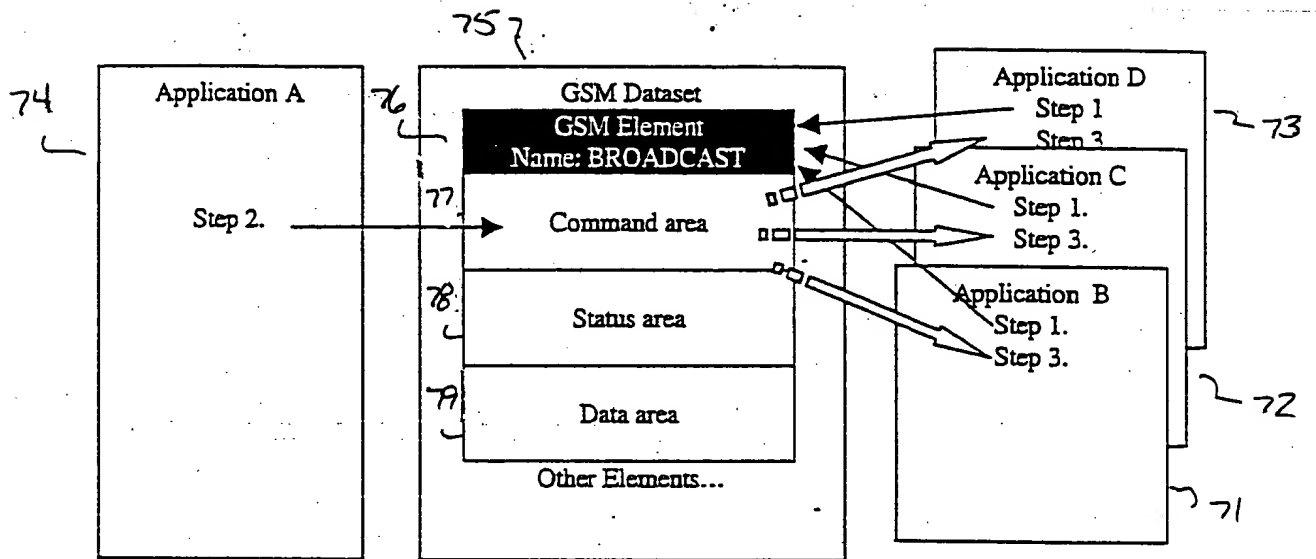 75
74
Application A
Step 2.
76
GSM Dataset
GSM Element
Name: BROADCAST
77
Command area
78
Status area
79
Data area
Other Elements...
Application D
Step 1
Step 3
73
Application C
Step 1.
Step 3.
72
Application B
Step 1.
Step 3.
71